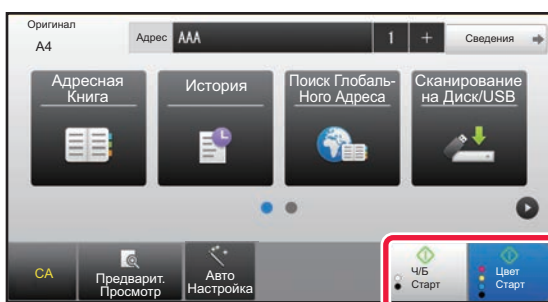 Оригинал
A4
Адрес AAA 1 + Сведения
Адресная
Книга
История
Поиск Глобаль-
Ного Адреса
Сканирование
на Диск/USB
CA
Предварит.
Просмотр
Авто
Настройка
Ч/Б
Старт
Цвет
Старт